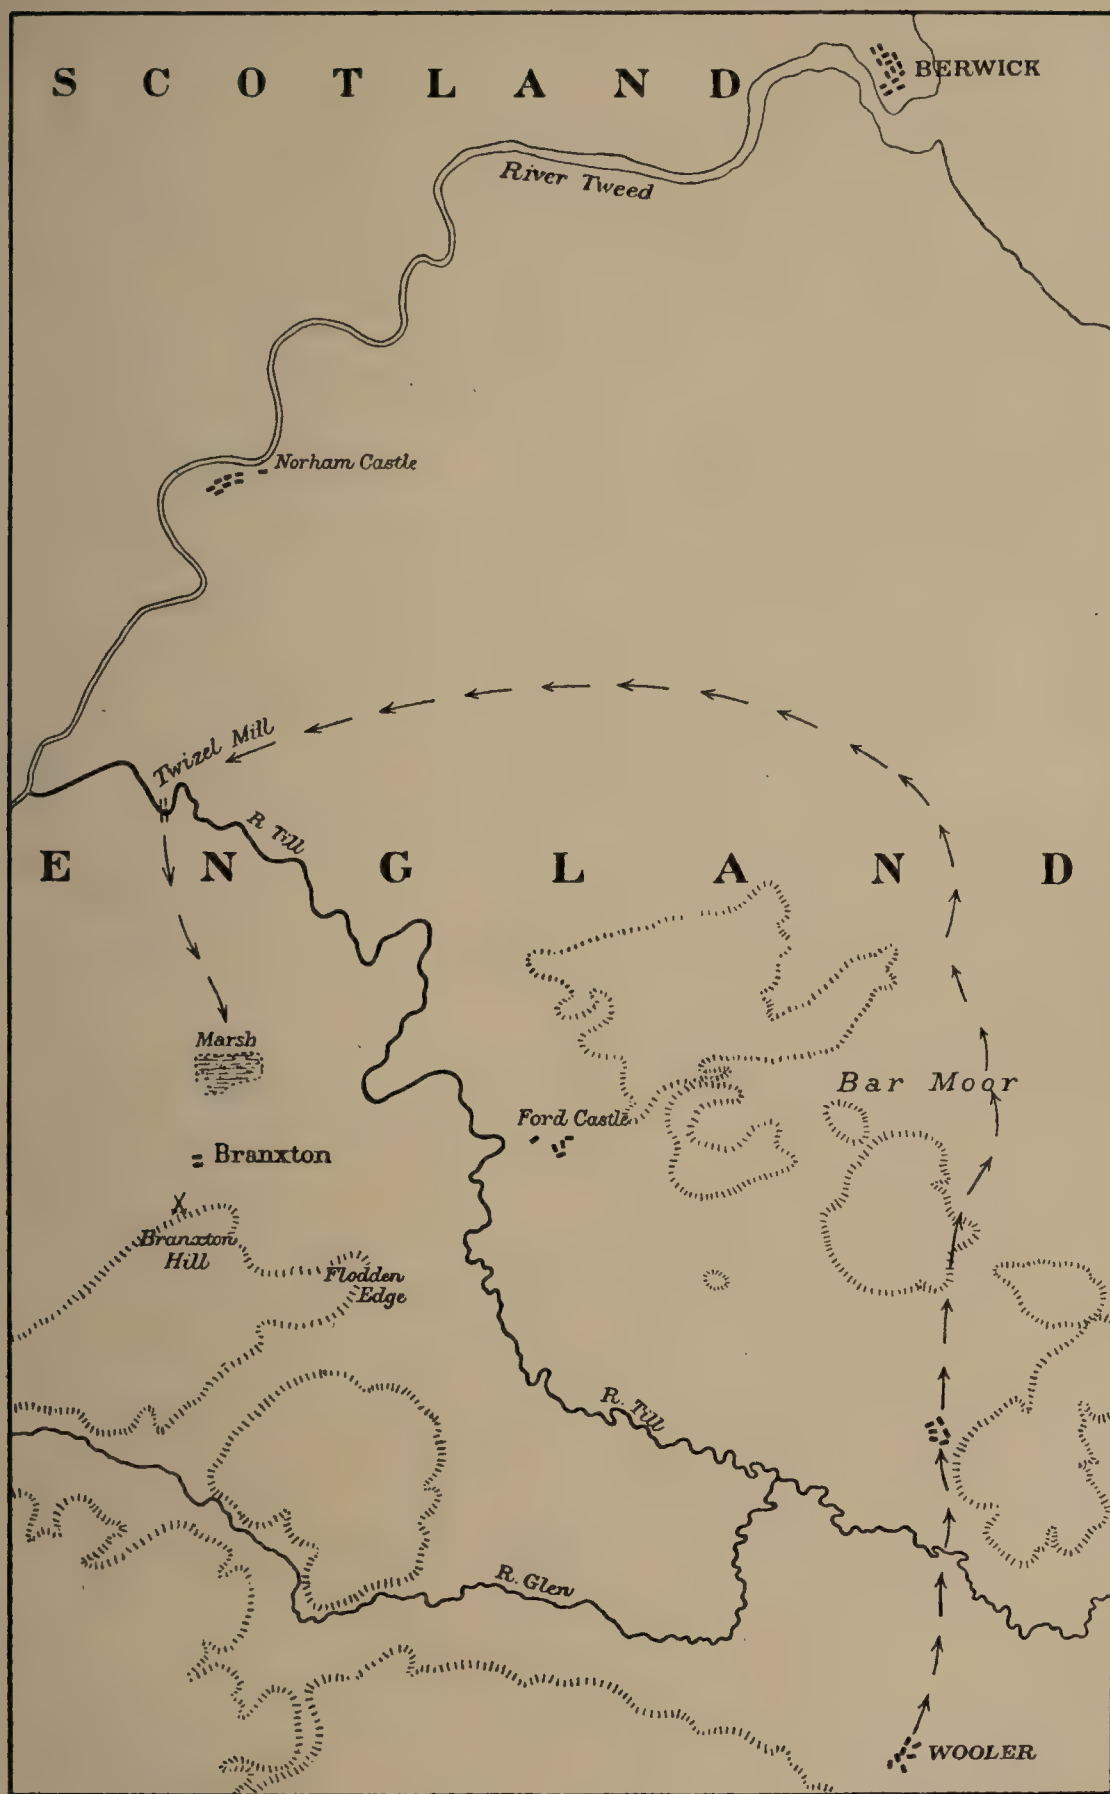 SCOTLAND
BERWICK
River Tweed
Norham Castle
Twizel Mill
R. Till
ENGLAND
Marsh
Bar Moor
Ford Castle
Branxton
X
Branxton
Hill
Flodden
Edge
R. Till
R. Glen
WOOLER